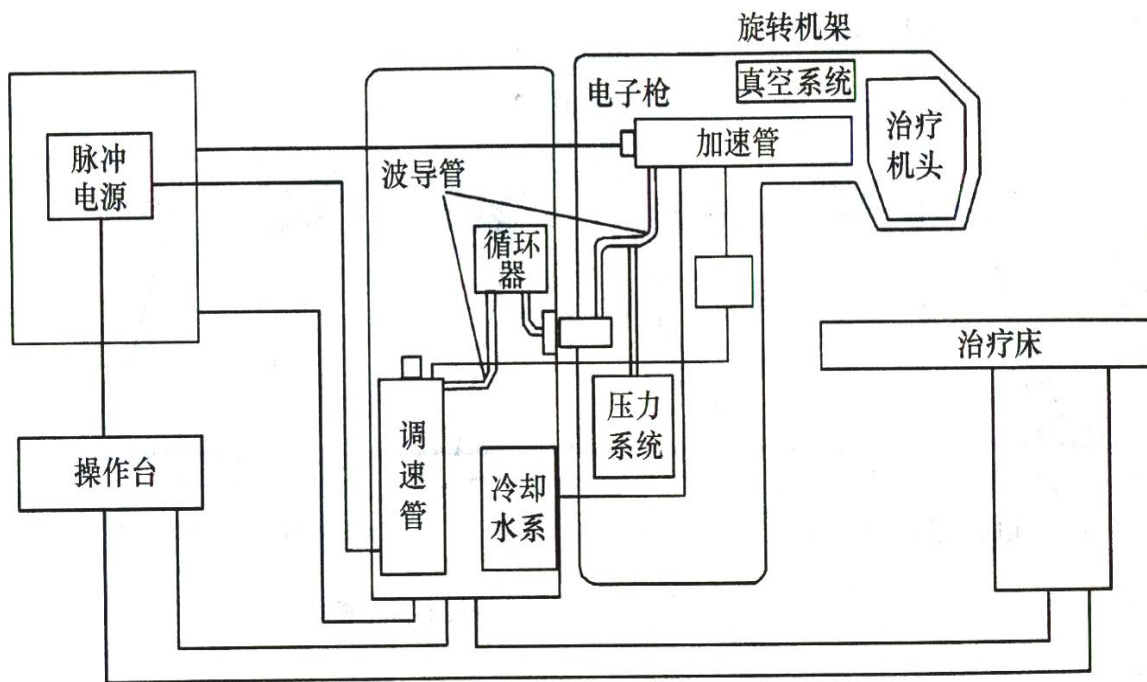 旋转机架
真空系统
电子枪
加速管
治疗
机头
脉冲
电源
波导管
循环
器
治疗床
调
速
管
压力
系统
操作台
冷却
水系